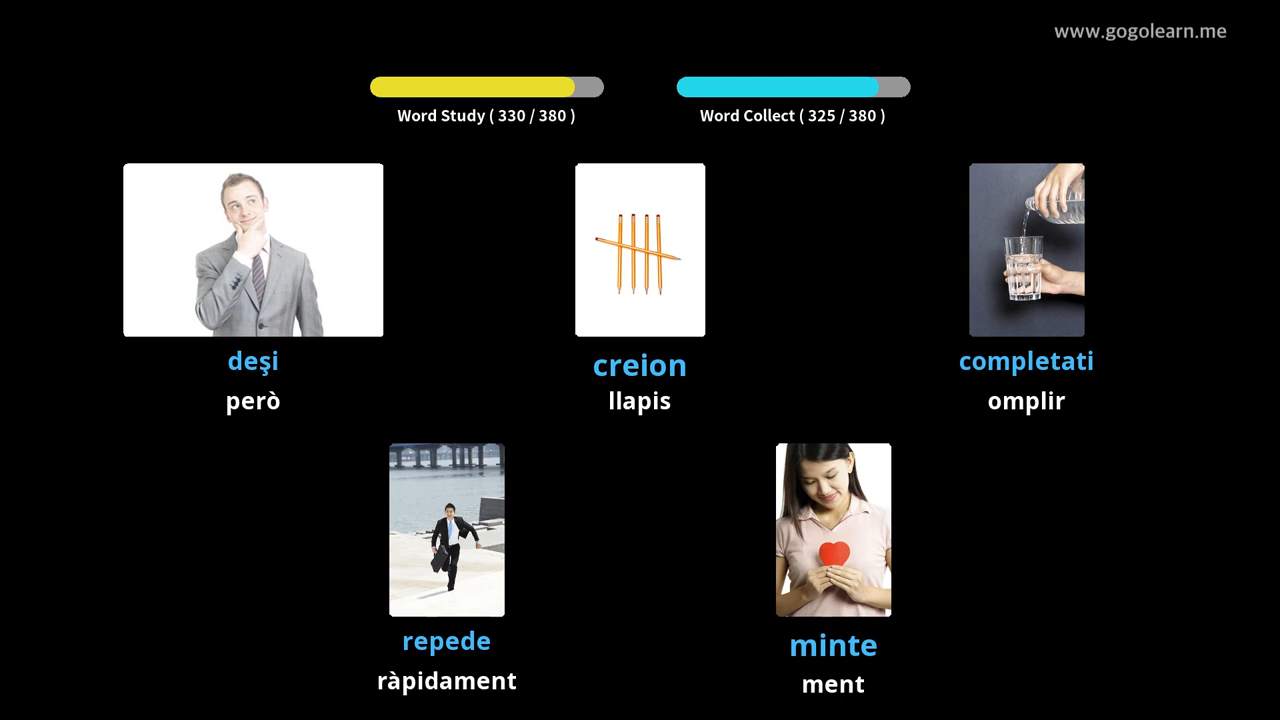 www.gogolearn.me
Word Study ( 330 / 380 )
Word Collect ( 325 / 380 )
deşi
però
creion
llapis
completati
omplir
repede
ràpidament
minte
ment